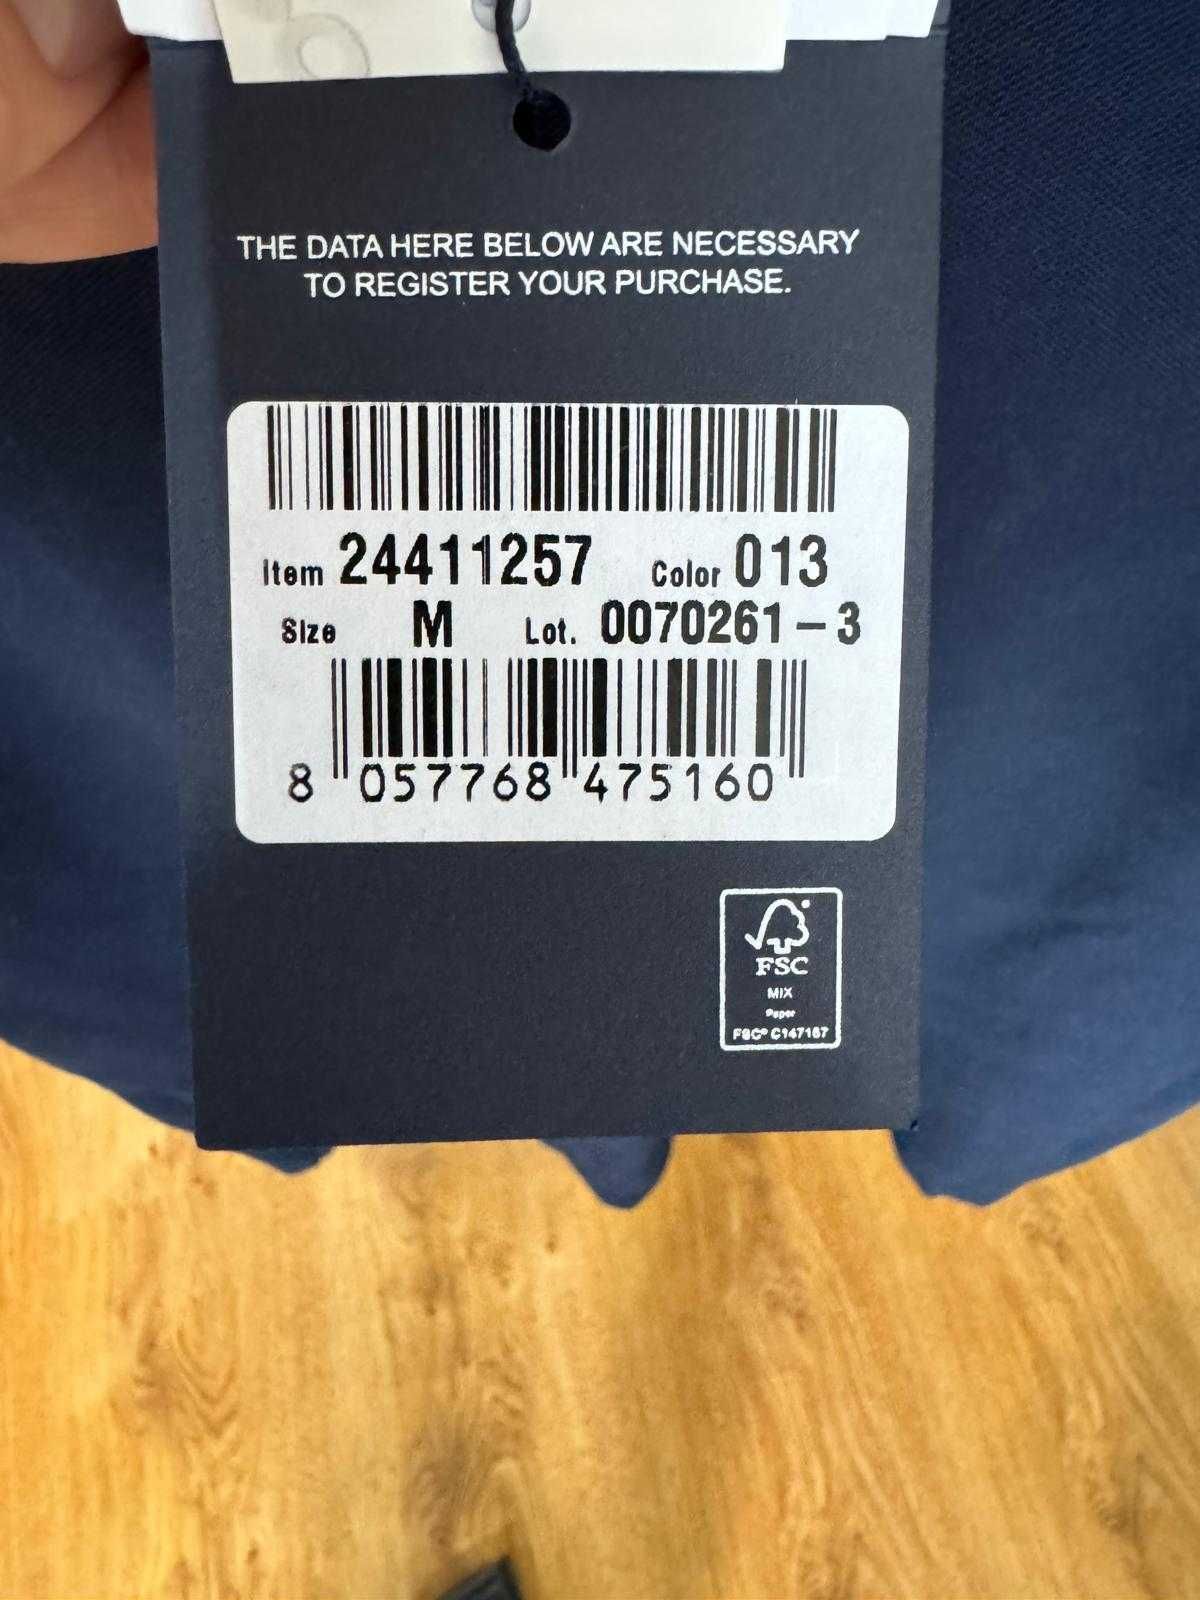 THE DATA HERE BELOW ARE NECESSARY
TO REGISTER YOUR PURCHASE.
Item 24411257 Color 013
Size M Lot. 0070261-3
8 057768 475160
FSC
MIX
Paper
FSC® C147167